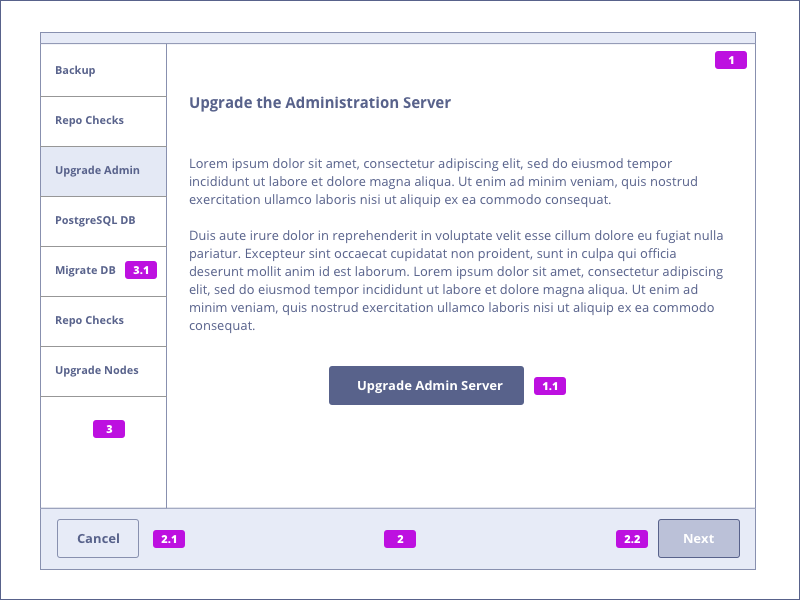 Backup
Repo Checks
Upgrade Admin
PostgreSQL DB
Migrate DB 3.1
Repo Checks
Upgrade Nodes
3
1
Upgrade the Administration Server
Lorem ipsum dolor sit amet, consectetur adipiscing elit, sed do eiusmod tempor
incididunt ut labore et dolore magna aliqua. Ut enim ad minim veniam, quis nostrud
exercitation ullamco laboris nisi ut aliquip ex ea commodo consequat.
Duis aute irure dolor in reprehenderit in voluptate velit esse cillum dolore eu fugiat nulla
pariatur. Excepteur sint occaecat cupidatat non proident, sunt in culpa qui officia
deserunt mollit anim id est laborum. Lorem ipsum dolor sit amet, consectetur adipiscing
elit, sed do eiusmod tempor incididunt ut labore et dolore magna aliqua. Ut enim ad
minim veniam, quis nostrud exercitation ullamco laboris nisi ut aliquip ex ea commodo
consequat.
Upgrade Admin Server 1.1
Cancel 2.1 2 2.2 Next